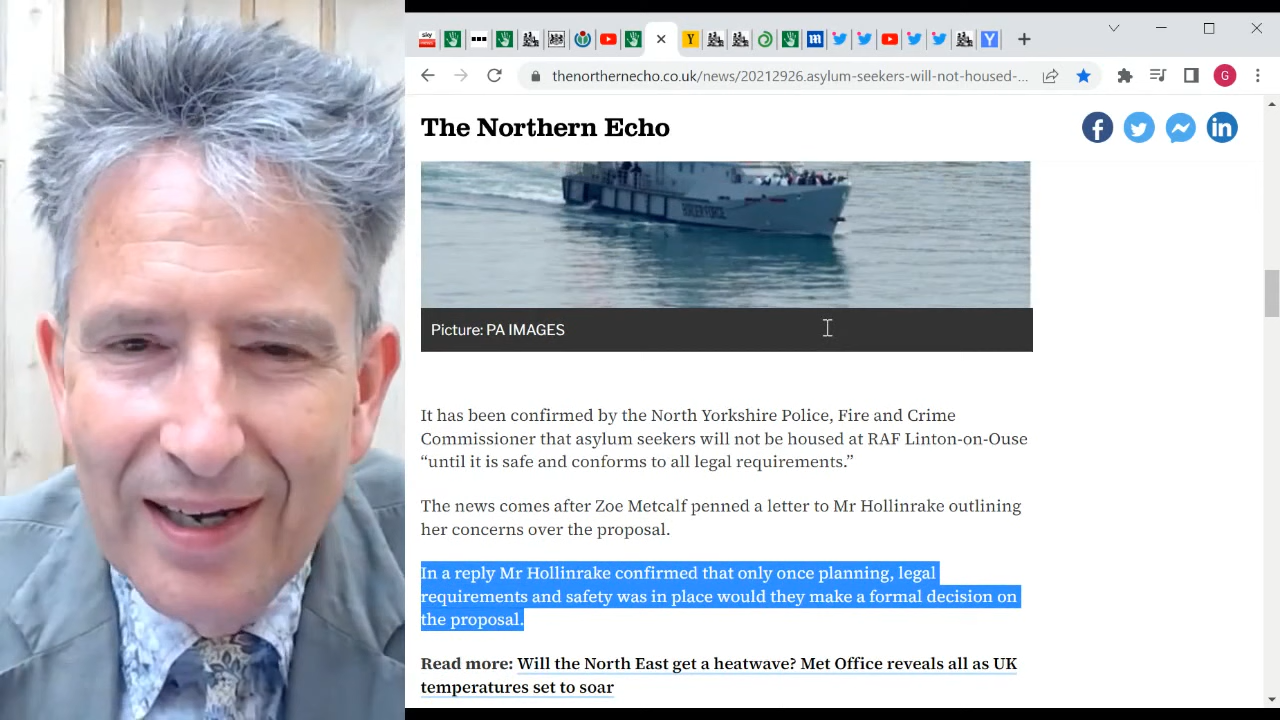 sky
news
Y
m
Y
thenorthernecho.co.uk/news/20212926.asylum-seekers-will-not-housed-...
G
The Northern Echo
f
in
BORDER FORCE
Picture: PA IMAGES
It has been confirmed by the North Yorkshire Police, Fire and Crime
Commissioner that asylum seekers will not be housed at RAF Linton-on-Ouse
“until it is safe and conforms to all legal requirements.”
The news comes after Zoe Metcalf penned a letter to Mr Hollinrake outlining
her concerns over the proposal.
In a reply Mr Hollinrake confirmed that only once planning, legal
requirements and safety was in place would they make a formal decision on
the proposal.
Read more: Will the North East get a heatwave? Met Office reveals all as UK
temperatures set to soar